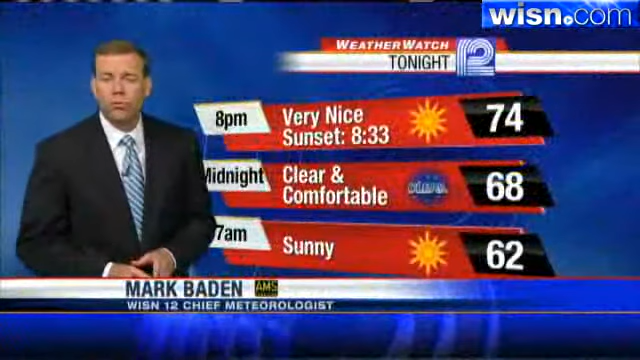 wisn.com
WEATHERWATCH
12
TONIGHT
8pm
Very Nice
Sunset: 8:33
74
Midnight
Clear &
Comfortable
68
7am
Sunny
62
MARK BADEN AMS
WISN 12 CHIEF METEOROLOGIST